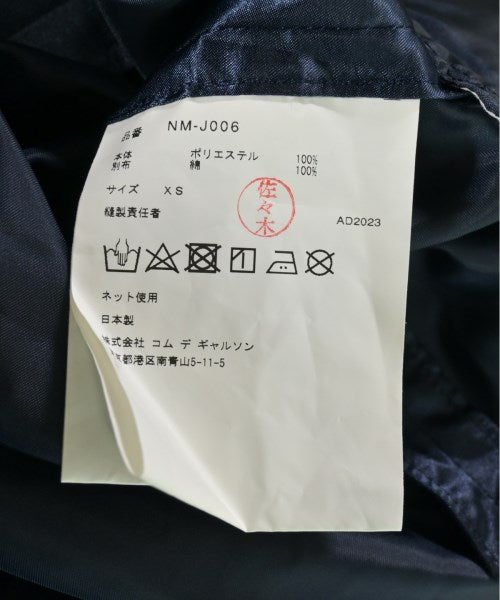 品番 NM-J006
本体 ポリエステル 100%
別布 綿 100%
サイズ XS
佐々木
縫製責任者
AD2023
ネット使用
日本製
株式会社 コム デ ギャルソン
京都港区南青山5-11-5